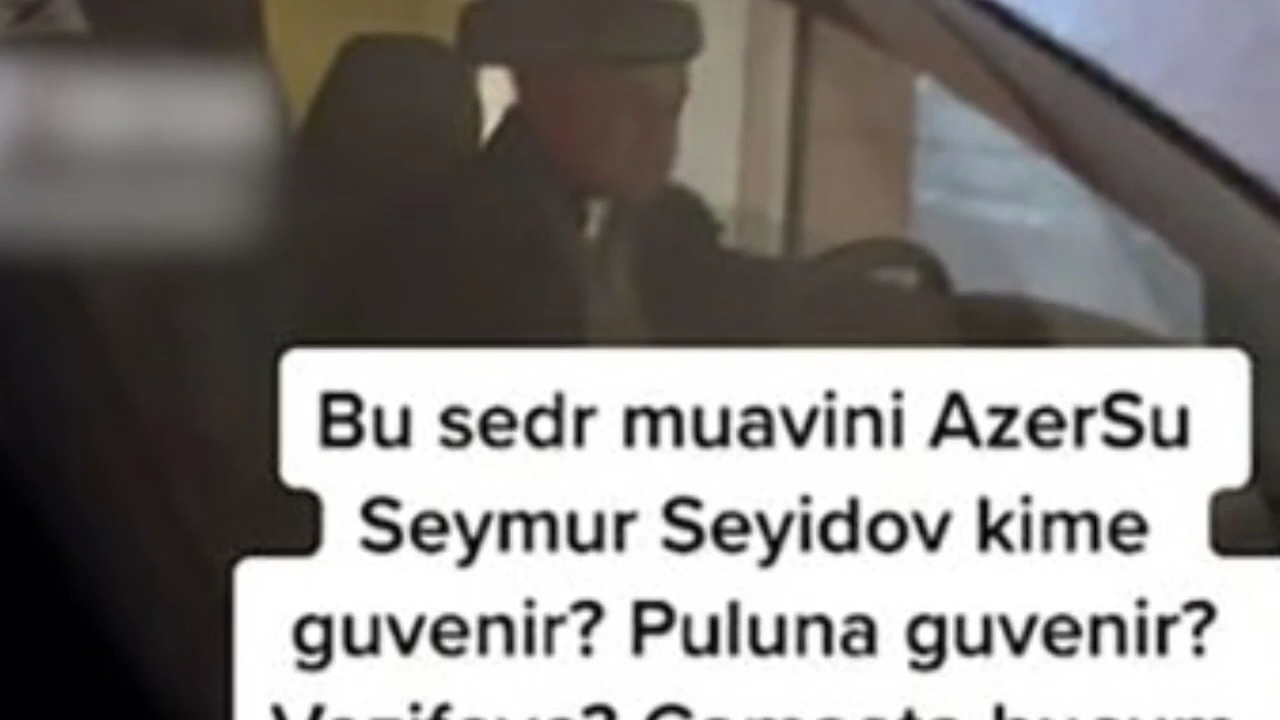 Bu sedr muavini AzerSu
Seymur Seyidov kime
guvenir? Puluna guvenir?